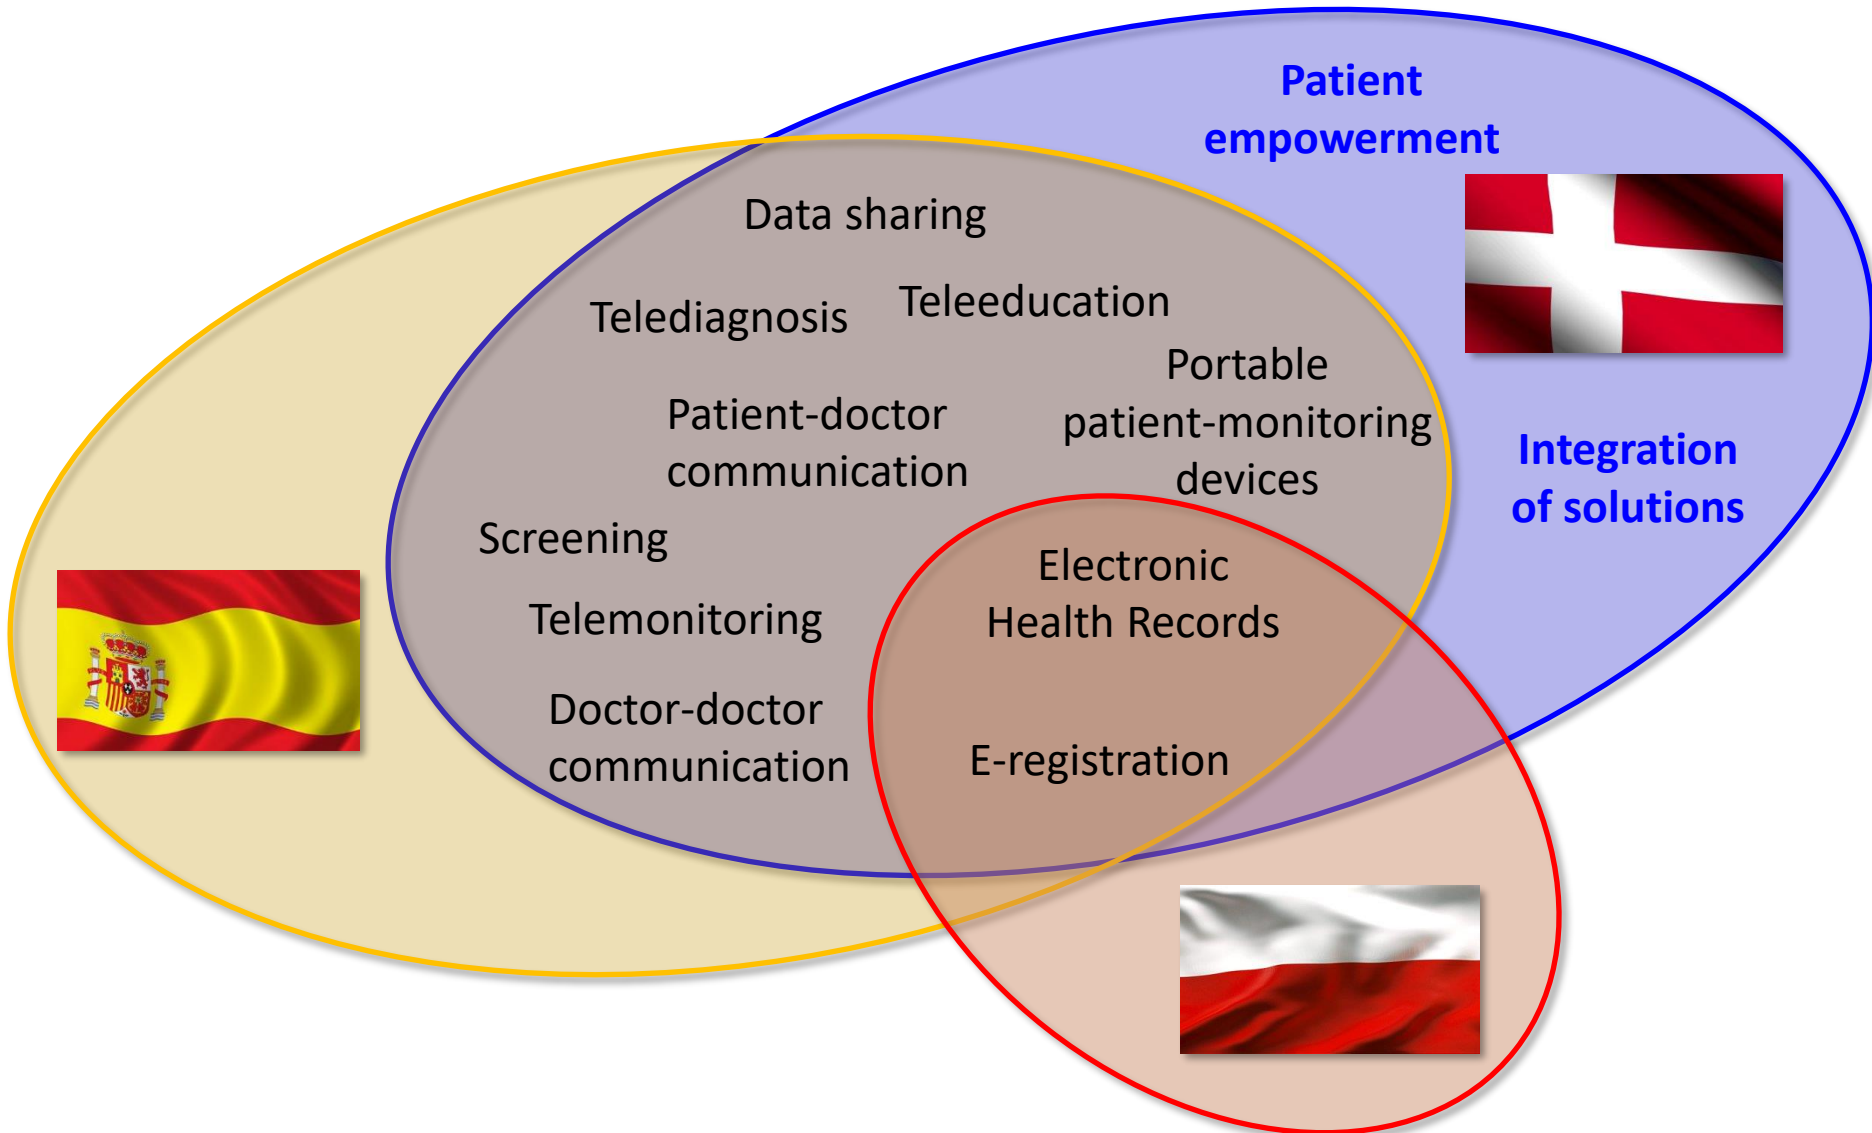 Patient
empowerment
Data sharing
Teleeducation
Telediagnosis
Portable
patient-monitoring
devices
Patient-doctor
communication
Integration
of solutions
Screening
Electronic
Health Records
Telemonitoring
Doctor-doctor
communication
E-registration